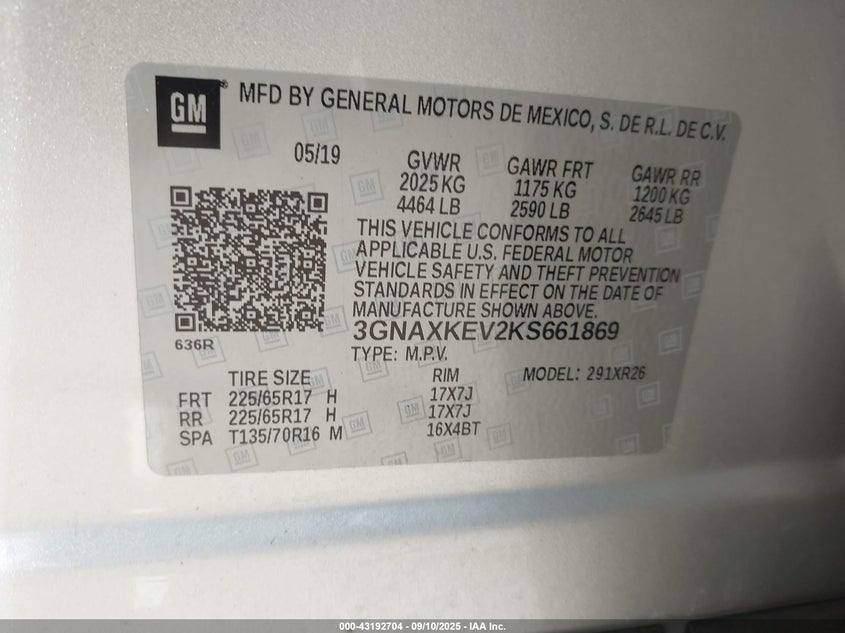 GM ® MFD BY GENERAL MOTORS DE MEXICO, S. DE R.L. DE C.V.
05/19 GVWR GAWR FRT GAWR RR
2025 KG 1175 KG 1200 KG
4464 LB 2590 LB 2645 LB
THIS VEHICLE CONFORMS TO ALL
APPLICABLE U.S. FEDERAL MOTOR
VEHICLE SAFETY AND THEFT PREVENTION
STANDARDS IN EFFECT ON THE DATE OF
MANUFACTURE SHOWN ABOVE.
3GNAXKEV2KS661869
636R
TYPE: M.P.V.
TIRE SIZE RIM MODEL: 291XR26
FRT 225/65R17 H 17X7J
RR 225/65R17 H 17X7J
SPA T135/70R16 M 16X4BT
000-43192704 - 09/10/2025 - IAA Inc.